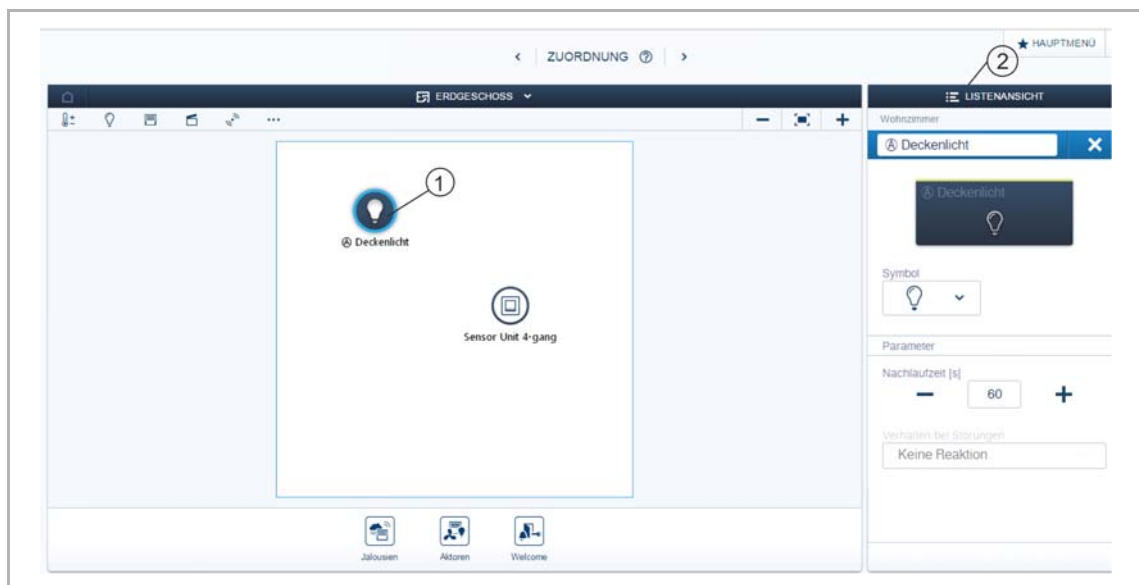 HAUPTMENÜ
ZUORDNUNG
2
ERDGESCHOSS
LISTENANSICHT
Wohnzimmer
Ⓐ Deckenlicht
1
Ⓐ Deckenlicht
Ⓐ Deckenlicht
Symbol
Sensor Unit 4-gang
Parameter
Nachlaufzeit [s]
60
Verhalten bei Störungen
Keine Reaktion
Jalousien
Aktoren
Welcome